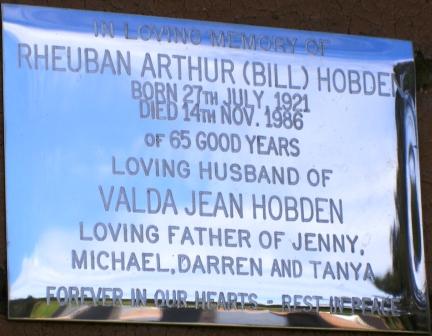 IN LOVING MEMORY OF
RHEUBAN ARTHUR (BILL) HOBDEN
BORN 27TH JULY, 1921
DIED 14TH NOV. 1986
OF 65 GOOD YEARS
LOVING HUSBAND OF
VALDA JEAN HOBDEN
LOVING FATHER OF JENNY,
MICHAEL, DARREN AND TANYA
FOREVER IN OUR HEARTS - REST IN PEACE